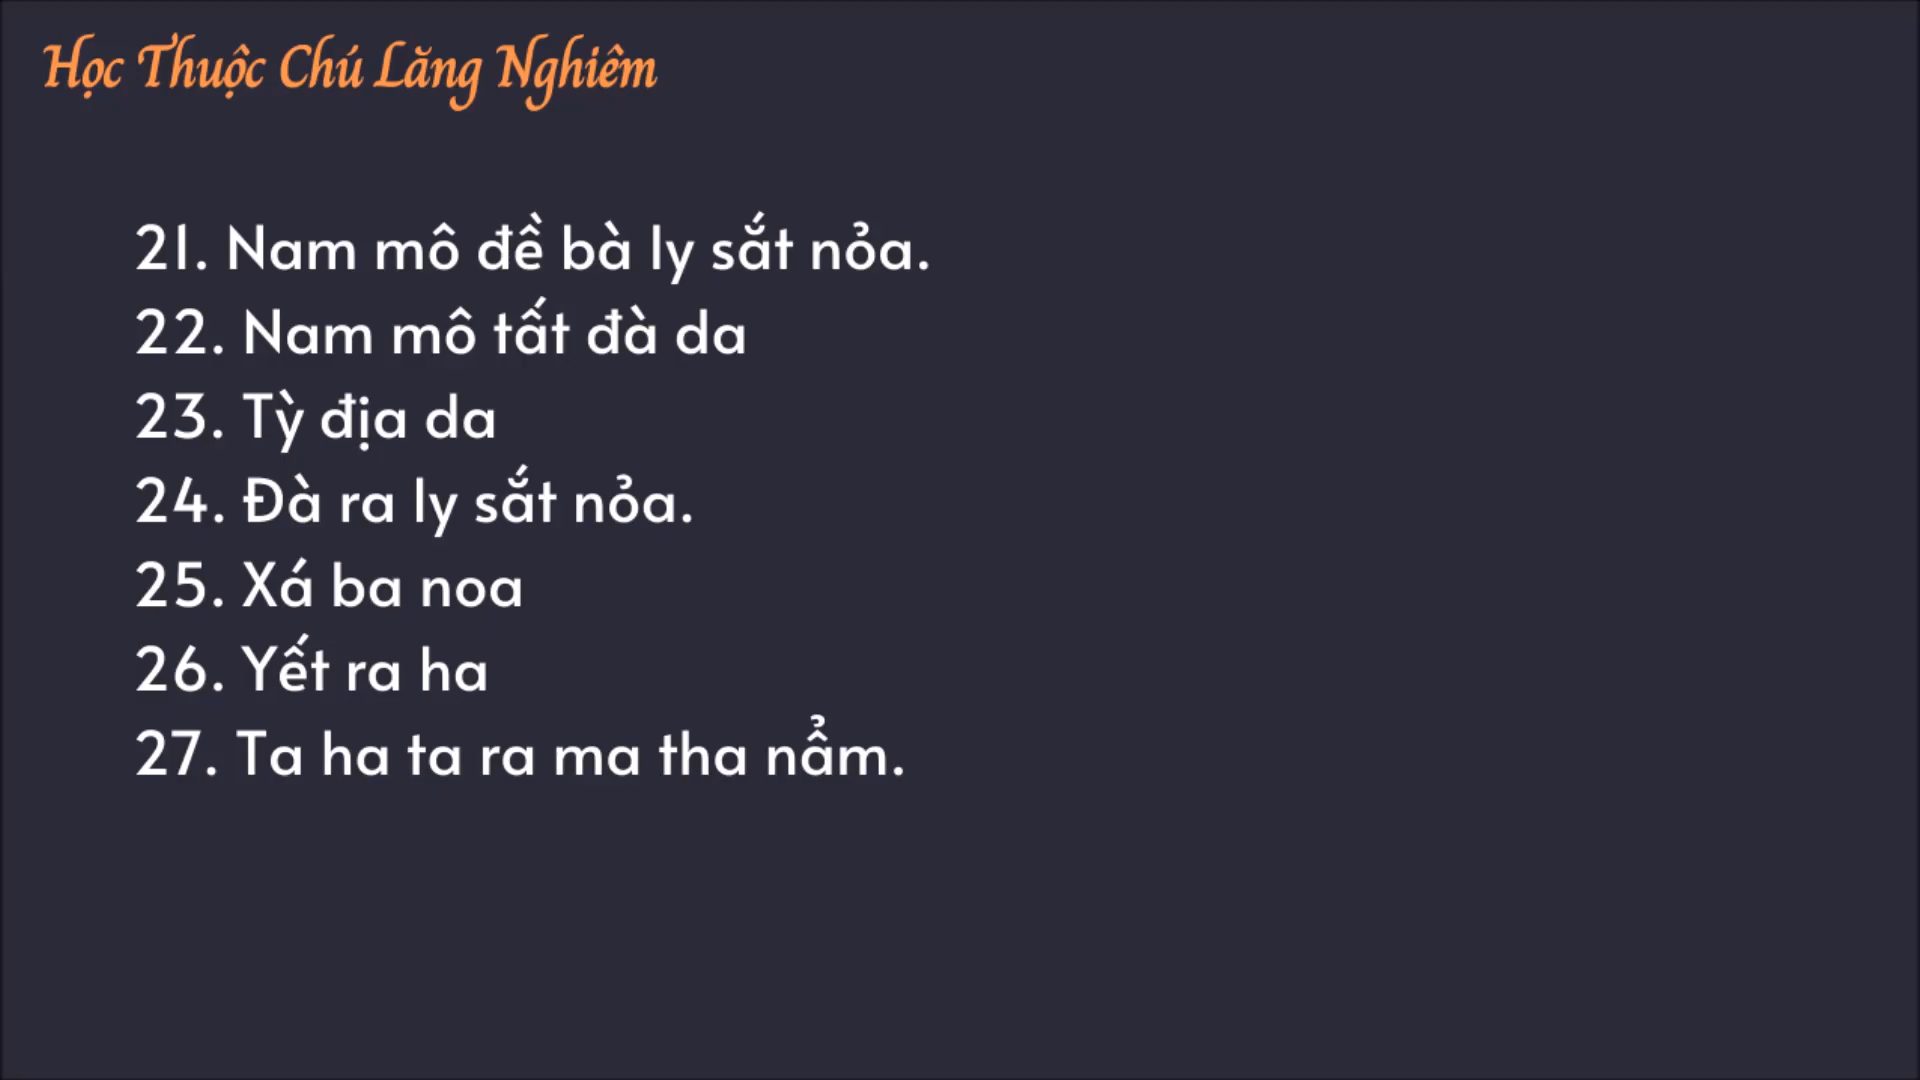 Học Thuộc Chú Lăng Nghiêm
21. Nam mô đề bà ly sắt nỏa.
22. Nam mô tất đà da
23. Tỳ địa da
24. Đà ra ly sắt nỏa.
25. Xá ba noa
26. Yết ra ha
27. Ta ha ta ra ma tha nẩm.